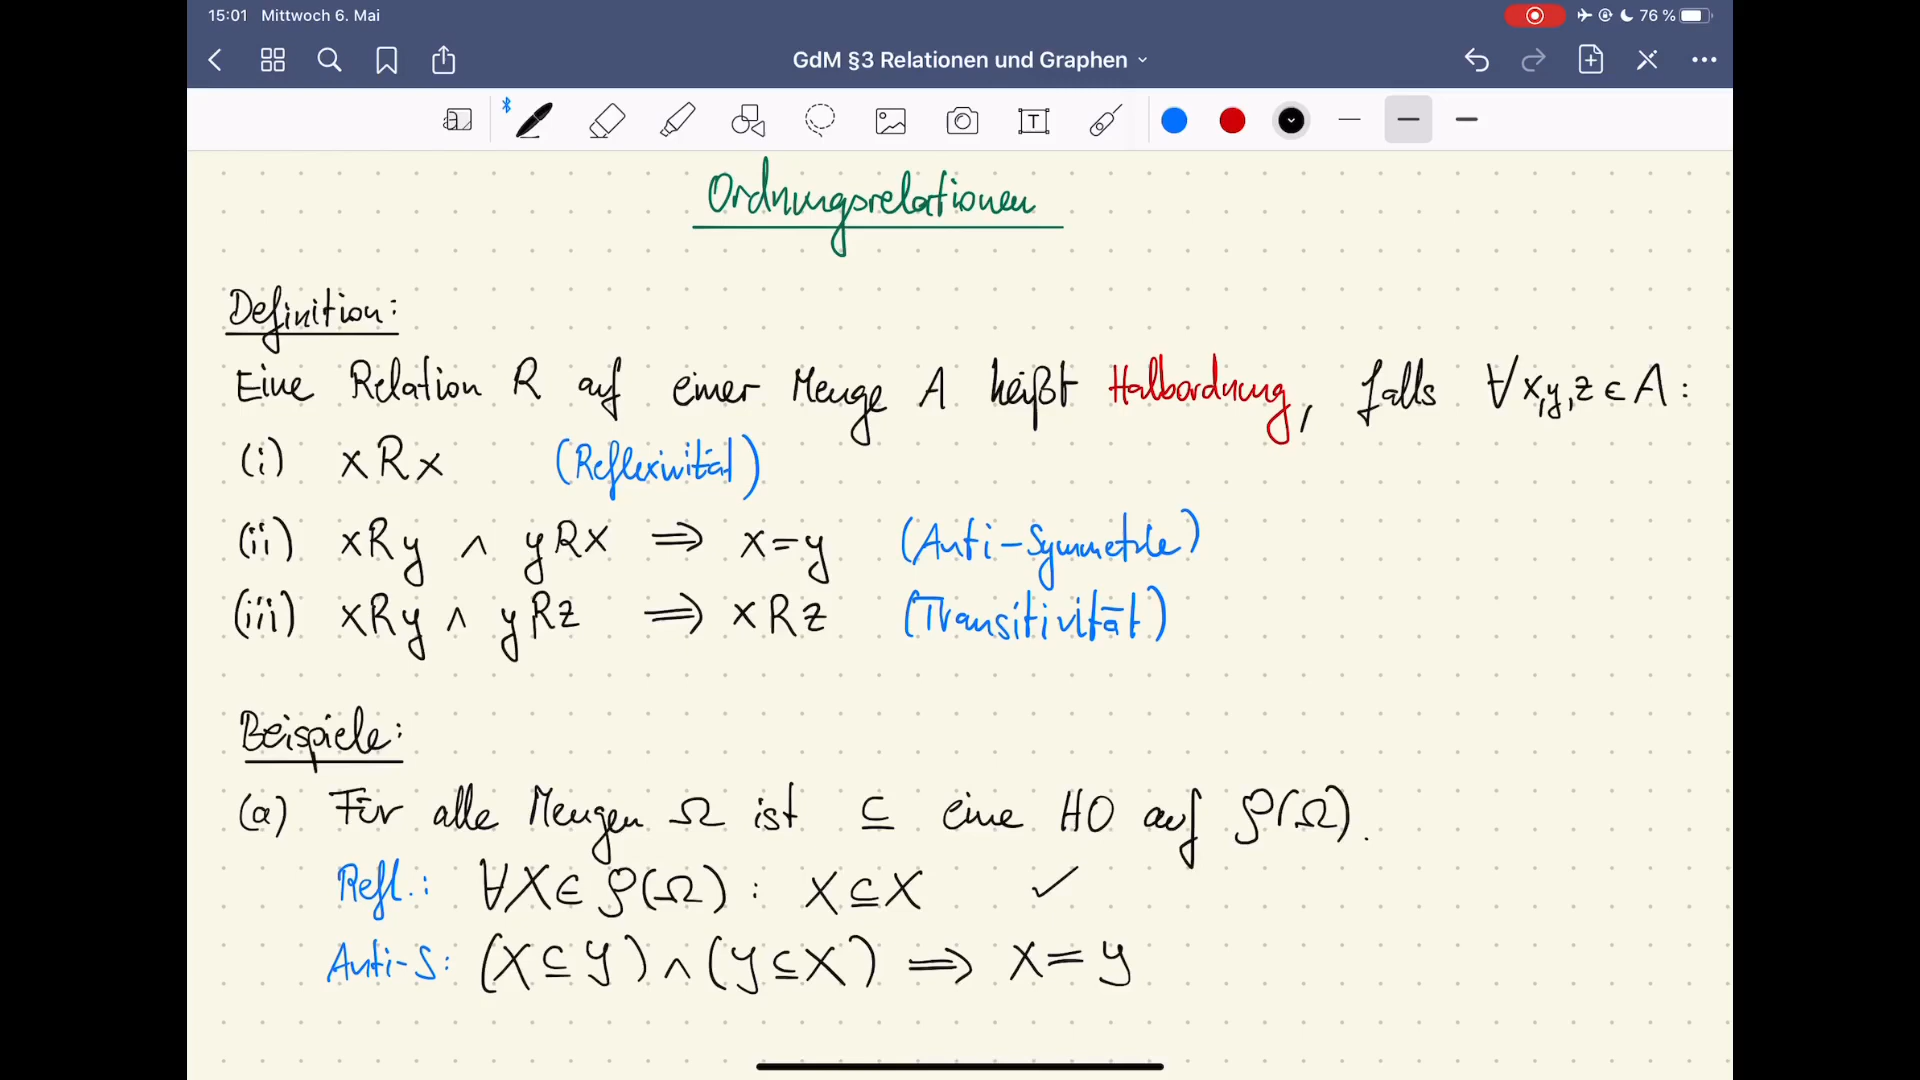 15:01 Mittwoch 6. Mai 76 %
GdM §3 Relationen und Graphen
Ordnungsrelationen
Definition:
Eine Relation R auf einer Menge A heißt Halbordnung, falls ∀x,y,z ∈ A:
(i) xRx (Reflexivität)
(ii) xRy ∧ yRx ⟹ x=y (Anti-Symmetrie)
(iii) xRy ∧ yRz ⟹ xRz (Transitivität)
Beispiele:
(a) Für alle Mengen Ω ist ⊆ eine HO auf ℘(Ω).
Refl.: ∀X∈ ℘(Ω): X⊆X ✓
Anti-S: (X⊆Y)∧(Y⊆X) ⟹ X=Y